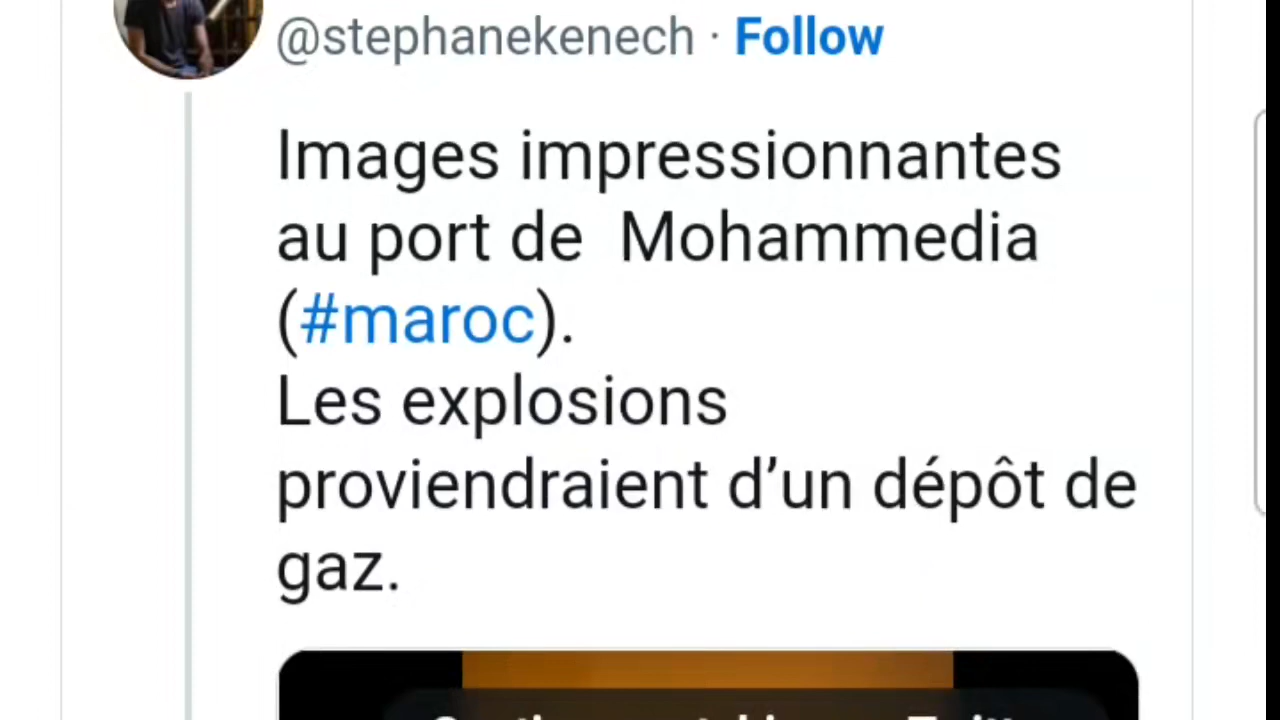 @stephanekenech · Follow
Images impressionnantes
au port de Mohammedia
(#maroc).
Les explosions
proviendraient d’un dépôt de
gaz.